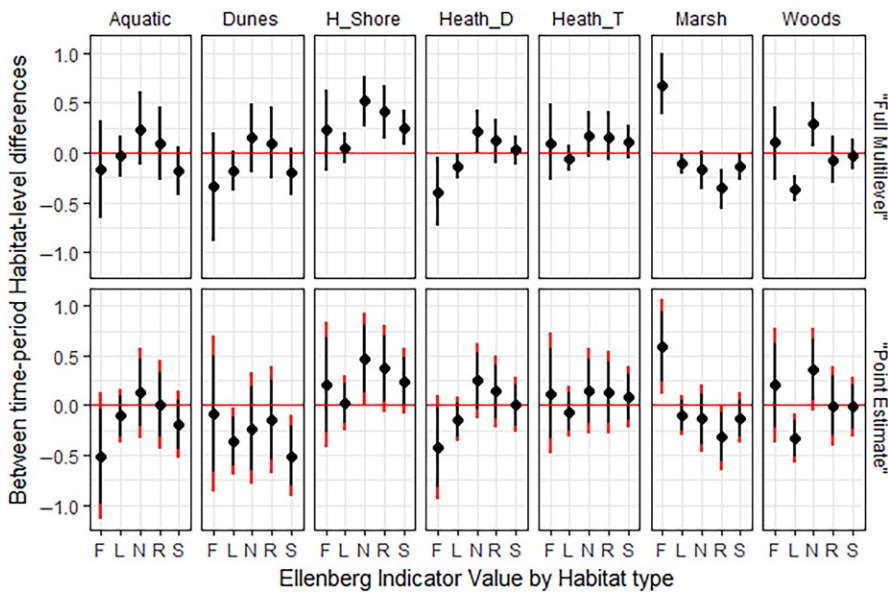 Aquatic Dunes H_Shore Heath_D Heath_T Marsh Woods
Between time-period Habitat-level differences
1.0
0.5
0.0
−0.5
−1.0
"Full Multilevel"
1.0
0.5
0.0
−0.5
−1.0
"Point Estimate"
F L N R S F L N R S F L N R S F L N R S F L N R S F L N R S F L N R S
Ellenberg Indicator Value by Habitat type